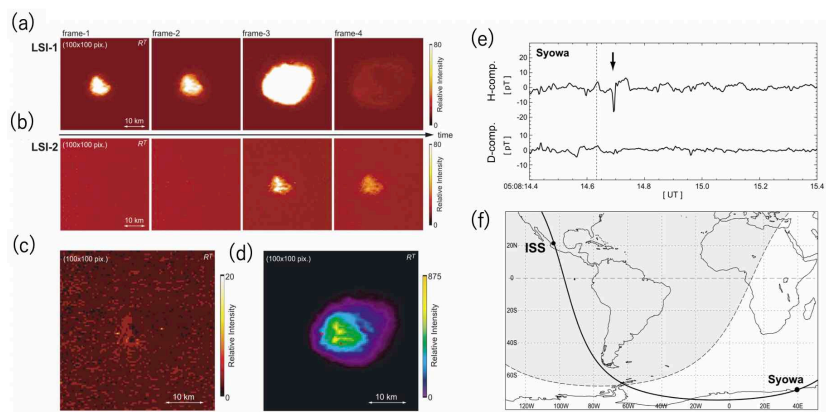 (a)
frame-1 frame-2 frame-3 frame-4
LSI-1
(100x100 pix.) RT
80
Relative Intensity
0
10 km
(b)
time
LSI-2
(100x100 pix.) RT
80
Relative Intensity
0
10 km
(c)
(100x100 pix.) RT
20
Relative Intensity
0
10 km
(d)
(100x100 pix.)
875
Relative Intensity
0
10 km
(e)
Syowa
H-comp.
[ pT ]
20
10
0
-10
-20
D-comp.
[ pT ]
10
0
-10
05:08:14.4 14.6 14.8 15.0 15.2 15.4
[ UT ]
(f)
ISS
20N
0
20S
40S
60S
Syowa
120W 100W 80W 60W 40W 20W 0 20E 40E